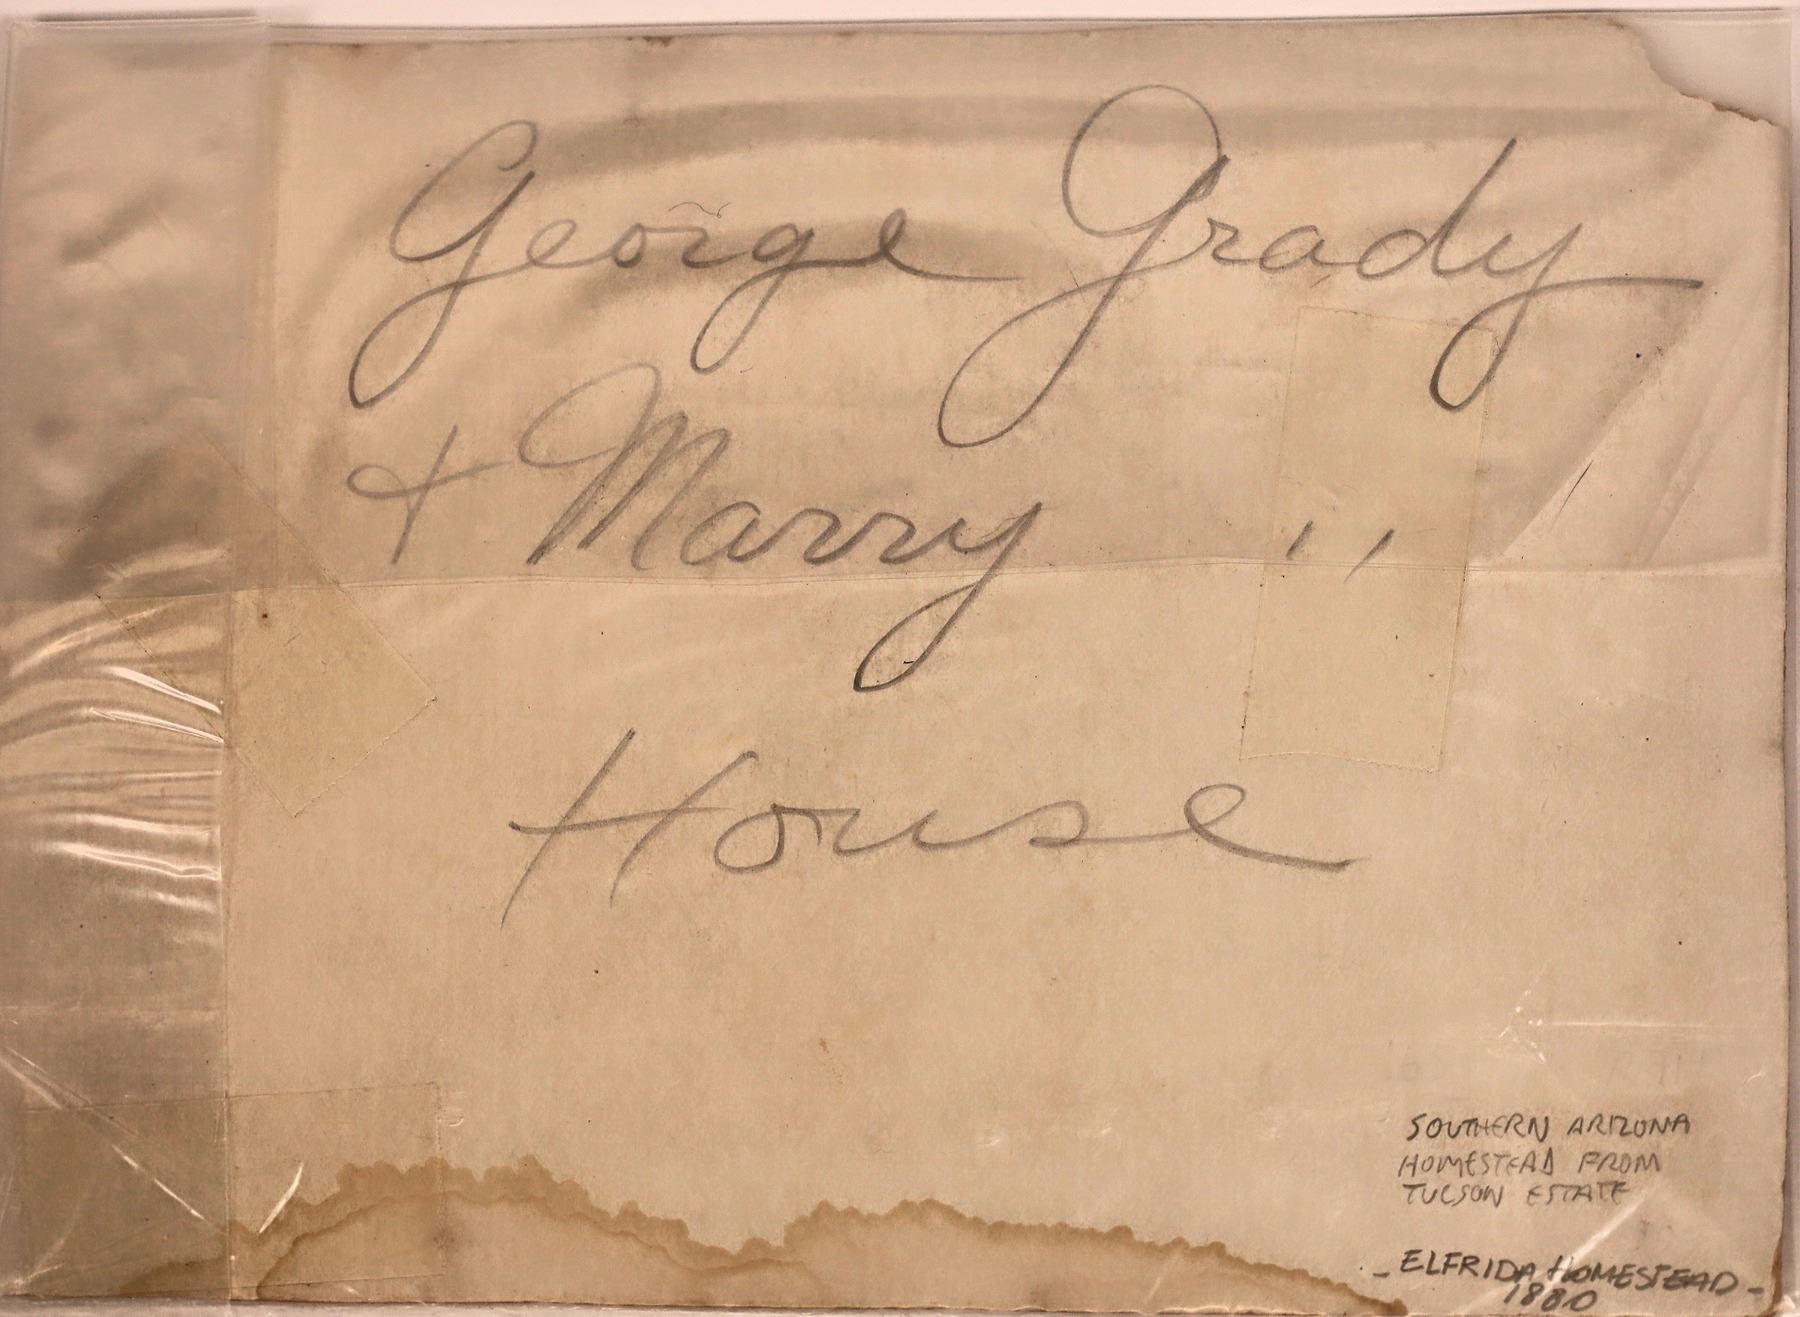 George Grady
+ Marry ,,
House
SOUTHERN ARIZONA
HOMESTEAD FROM
TUCSON ESTATE
- ELFRIDA HOMESTEAD -
1880